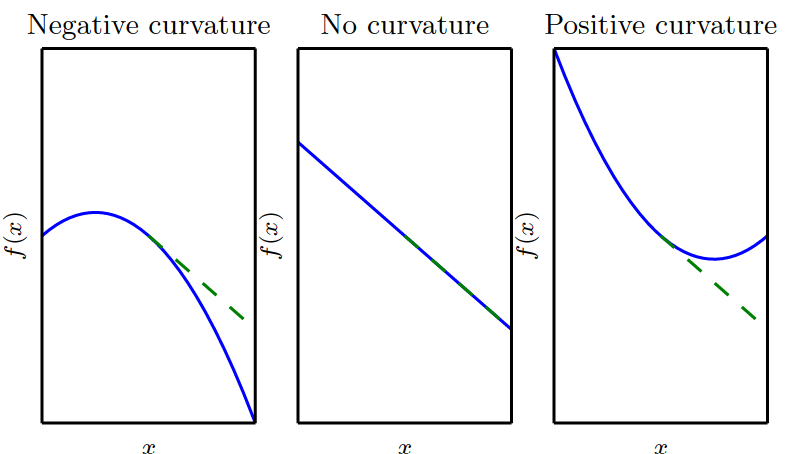 Negative curvature
No curvature
Positive curvature
f(x)
f(x)
f(x)
x
x
x